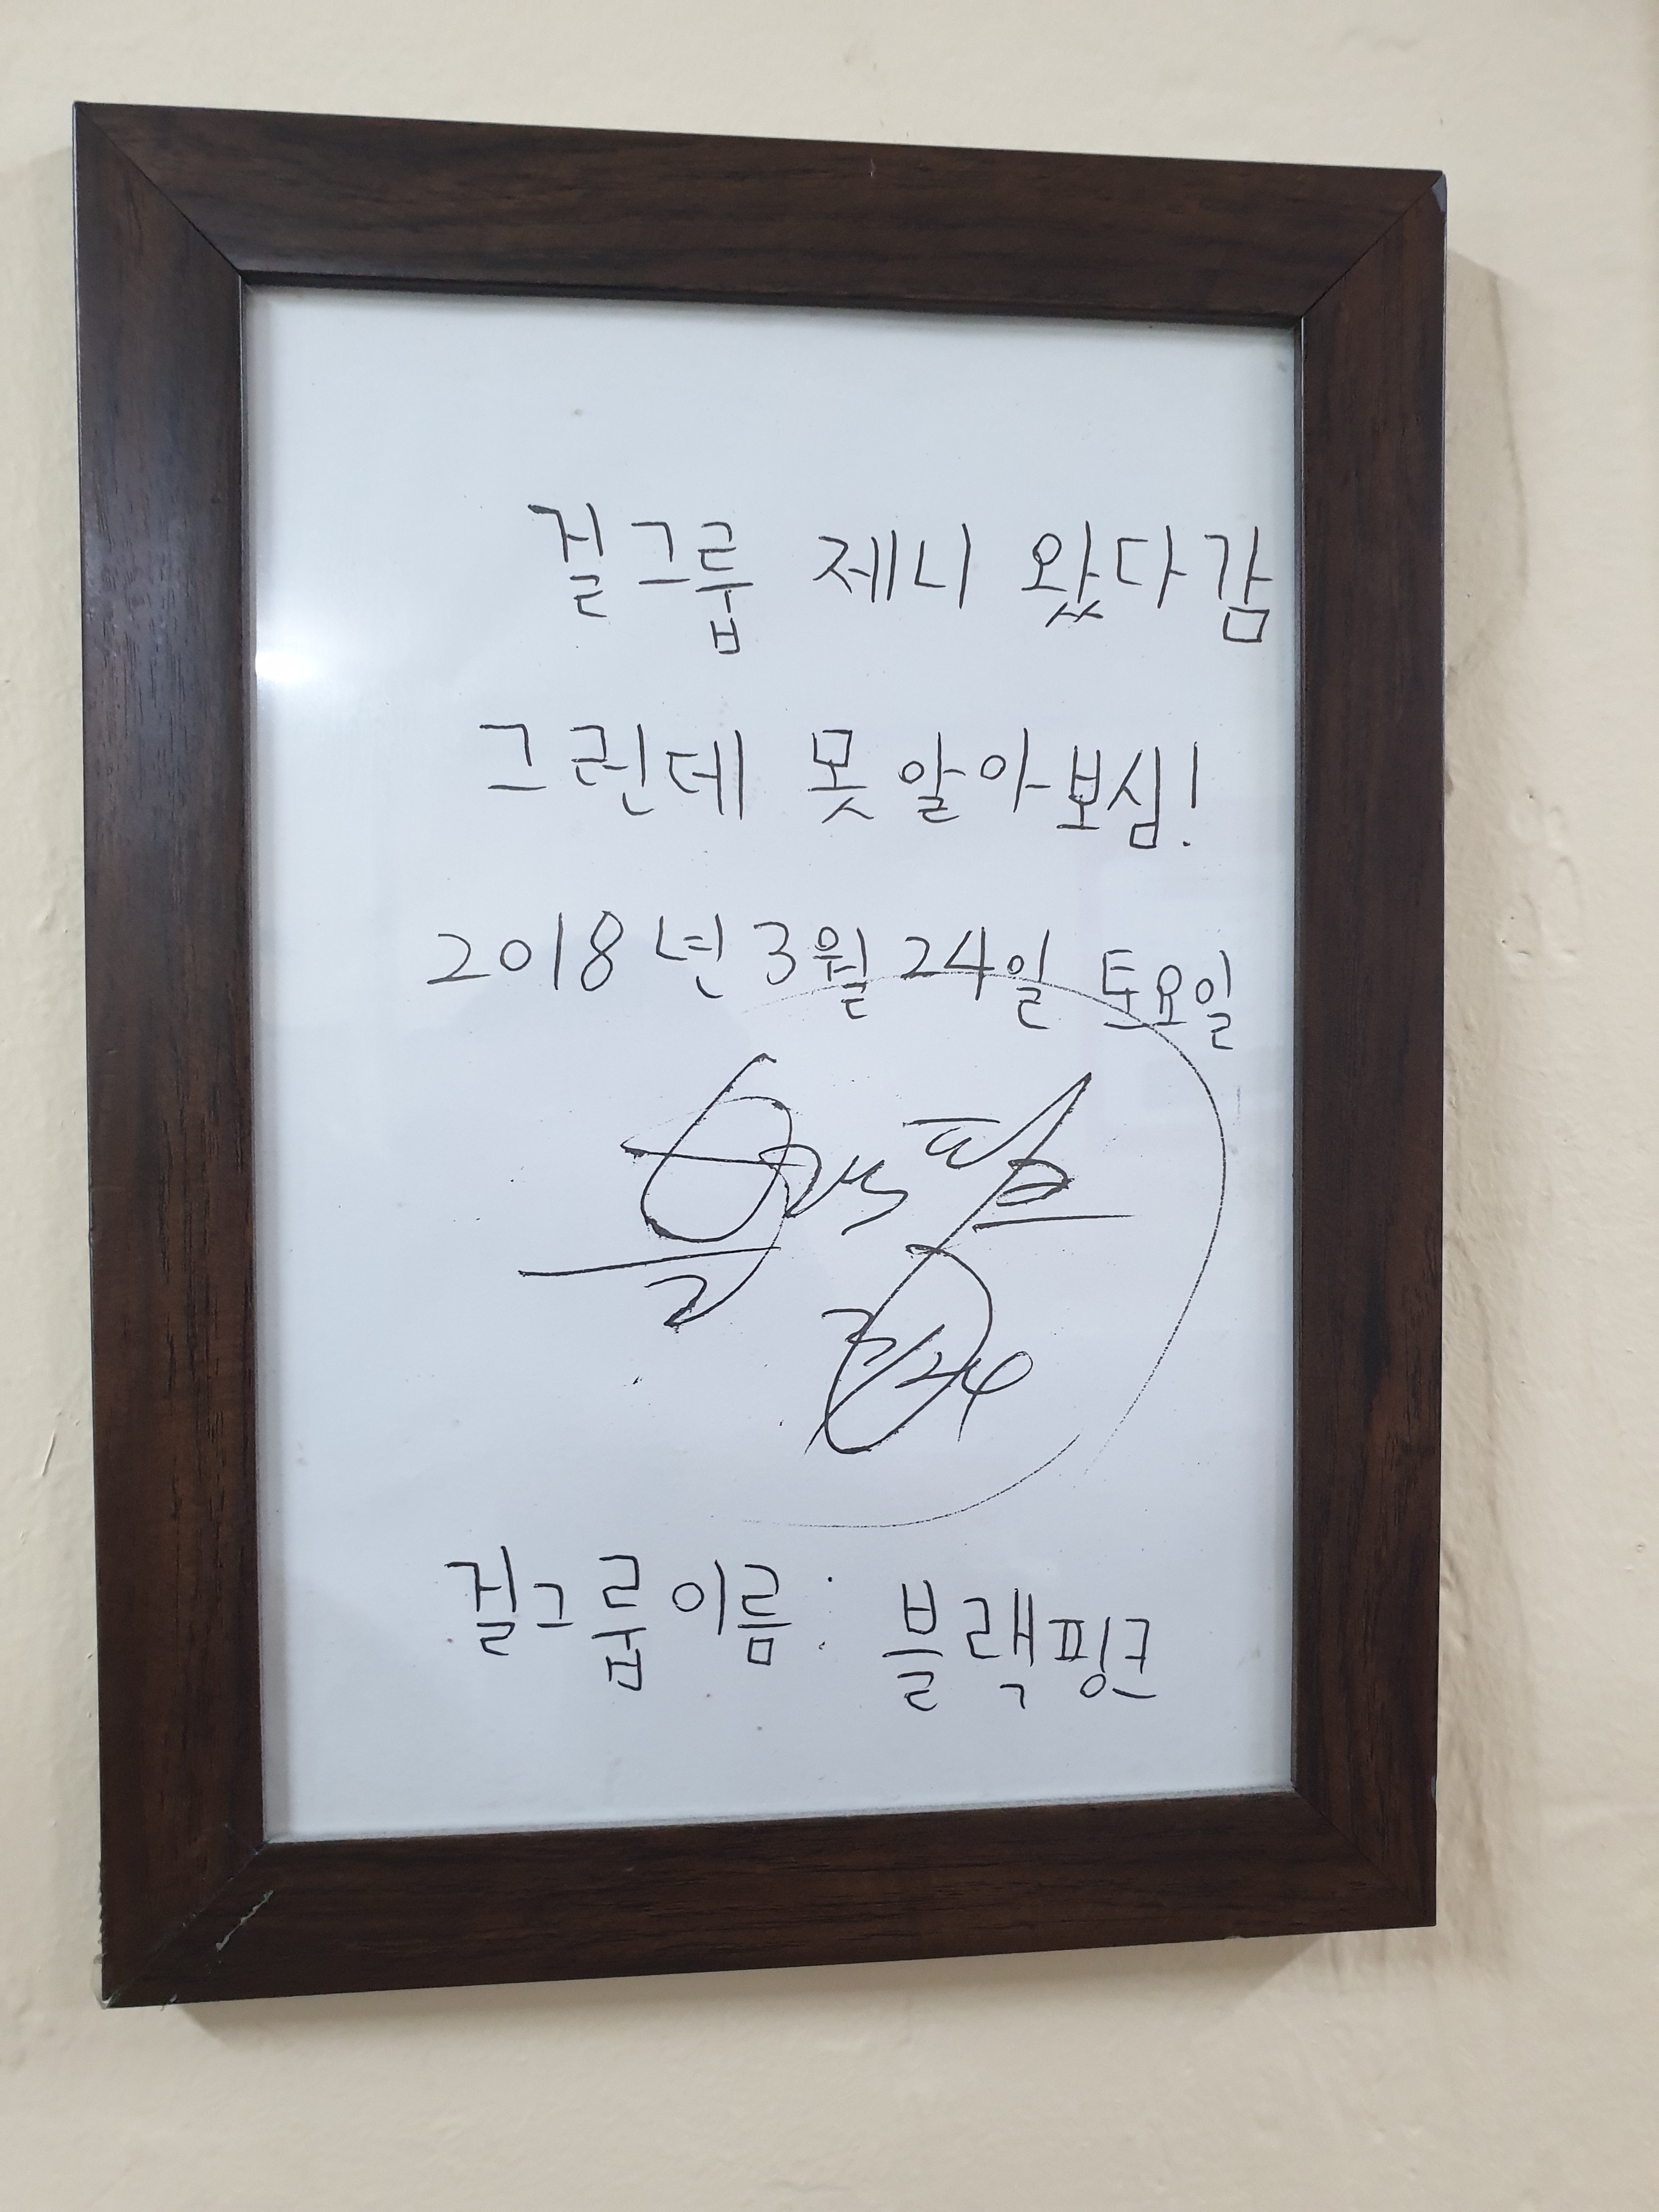 걸그룹 제니 왔다감
그런데 못알아보심!
2018년 3월 24일 토요일
3/24
걸그룹이름: 블랙핑크